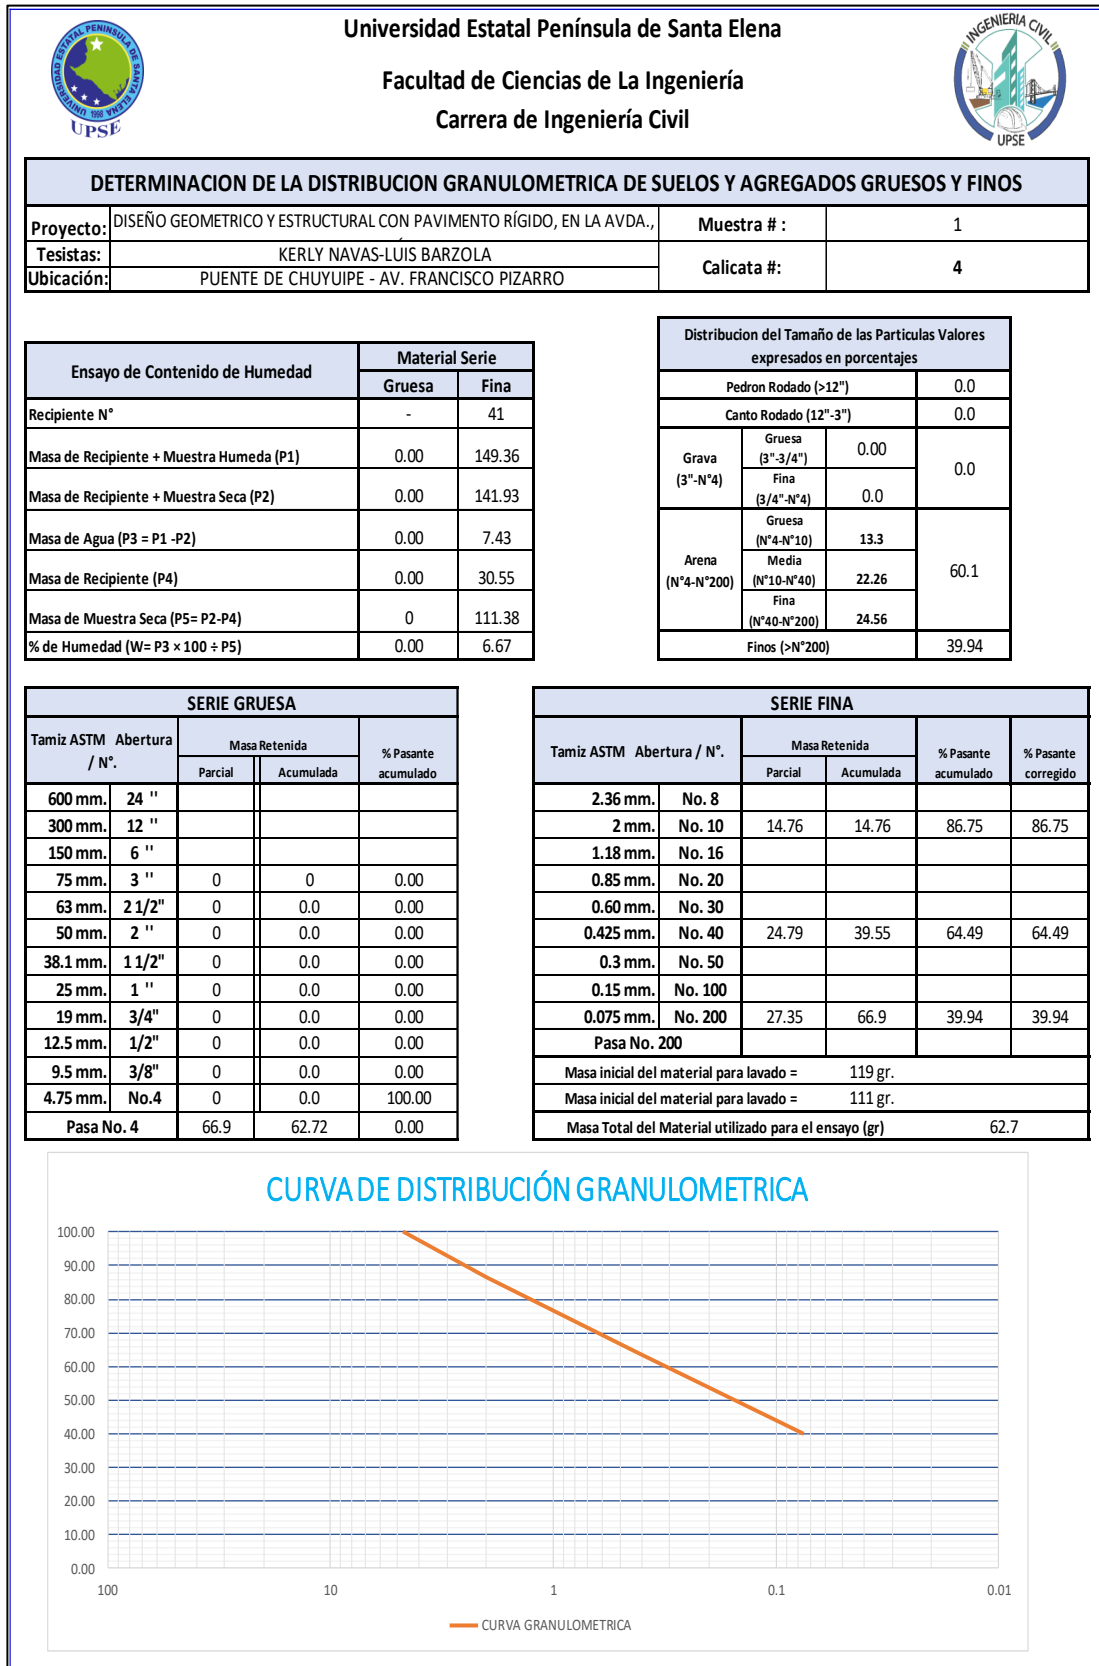 Universidad Estatal Península de Santa Elena
Facultad de Ciencias de La Ingeniería
Carrera de Ingeniería Civil
UNIVERSIDAD ESTATAL PENINSULA DE SANTA ELENA
1998
UPSE
INGENIERIA CIVIL
UPSE
DETERMINACION DE LA DISTRIBUCION GRANULOMETRICA DE SUELOS Y AGREGADOS GRUESOS Y FINOS
Proyecto: DISEÑO GEOMETRICO Y ESTRUCTURAL CON PAVIMENTO RÍGIDO, EN LA AVDA., Muestra # : 1
Tesistas: KERLY NAVAS-LUIS BARZOLA
Calicata #: 4
Ubicación: PUENTE DE CHUYUIPE - AV. FRANCISCO PIZARRO
Ensayo de Contenido de Humedad Material Serie
Gruesa Fina
Recipiente N° - 41
Masa de Recipiente + Muestra Humeda (P1) 0.00 149.36
Masa de Recipiente + Muestra Seca (P2) 0.00 141.93
Masa de Agua (P3 = P1 -P2) 0.00 7.43
Masa de Recipiente (P4) 0.00 30.55
Masa de Muestra Seca (P5= P2-P4) 0 111.38
% de Humedad (W= P3 × 100 ÷ P5) 0.00 6.67
Distribucion del Tamaño de las Particulas Valores
expresados en porcentajes
Pedron Rodado (>12") 0.0
Canto Rodado (12"-3") 0.0
Grava (3"-N°4) Gruesa (3"-3/4") 0.00 0.0
Fina (3/4"-N°4) 0.0
Arena (N°4-N°200) Gruesa (N°4-N°10) 13.3 60.1
Media (N°10-N°40) 22.26
Fina (N°40-N°200) 24.56
Finos (>N°200) 39.94
SERIE GRUESA
Tamiz ASTM Abertura / N°. Masa Retenida % Pasante acumulado
Parcial Acumulada
600 mm. 24 ''
300 mm. 12 ''
150 mm. 6 ''
75 mm. 3 '' 0 0 0.00
63 mm. 2 1/2" 0 0.0 0.00
50 mm. 2 '' 0 0.0 0.00
38.1 mm. 1 1/2" 0 0.0 0.00
25 mm. 1 '' 0 0.0 0.00
19 mm. 3/4" 0 0.0 0.00
12.5 mm. 1/2" 0 0.0 0.00
9.5 mm. 3/8" 0 0.0 0.00
4.75 mm. No.4 0 0.0 100.00
Pasa No. 4 66.9 62.72 0.00
SERIE FINA
Tamiz ASTM Abertura / N°. Masa Retenida % Pasante acumulado % Pasante corregido
Parcial Acumulada
2.36 mm. No. 8
2 mm. No. 10 14.76 14.76 86.75 86.75
1.18 mm. No. 16
0.85 mm. No. 20
0.60 mm. No. 30
0.425 mm. No. 40 24.79 39.55 64.49 64.49
0.3 mm. No. 50
0.15 mm. No. 100
0.075 mm. No. 200 27.35 66.9 39.94 39.94
Pasa No. 200
Masa inicial del material para lavado = 119 gr.
Masa inicial del material para lavado = 111 gr.
Masa Total del Material utilizado para el ensayo (gr) 62.7
CURVA DE DISTRIBUCIÓN GRANULOMETRICA
100.00
90.00
80.00
70.00
60.00
50.00
40.00
30.00
20.00
10.00
0.00
100 10 1 0.1 0.01
CURVA GRANULOMETRICA